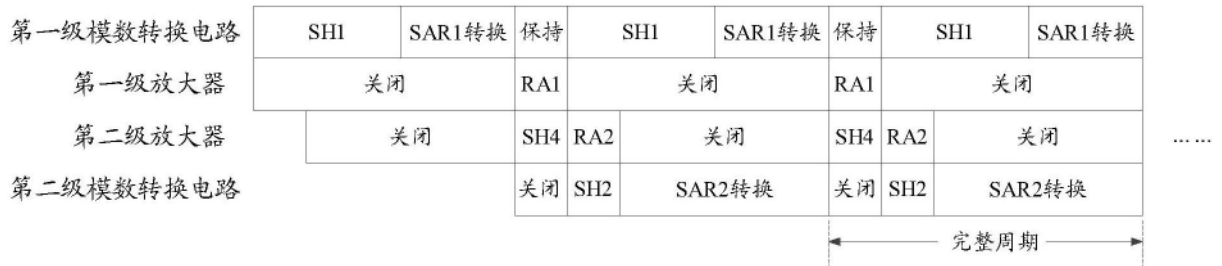 第一级模数转换电路 SH1 SAR1转换 保持 SH1 SAR1转换 保持 SH1 SAR1转换
第一级放大器 关闭 RA1 关闭 RA1 关闭
第二级放大器 关闭 SH4 RA2 关闭 SH4 RA2 关闭 ... ...
第二级模数转换电路 关闭 SH2 SAR2转换 关闭 SH2 SAR2转换
完整周期